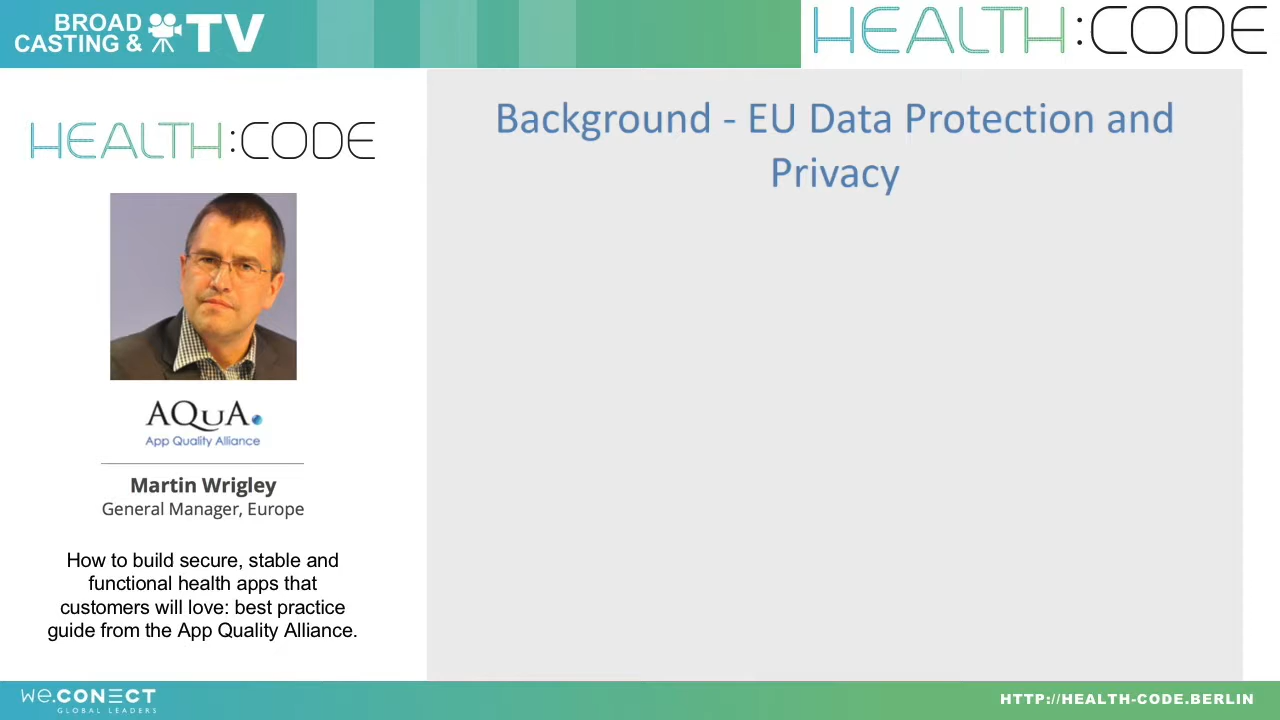 BROAD
CASTING & TV
HEALTH:CODE
HEALTH:CODE
AQuA
App Quality Alliance
Martin Wrigley
General Manager, Europe
How to build secure, stable and
functional health apps that
customers will love: best practice
guide from the App Quality Alliance.
Background - EU Data Protection and
Privacy
we.CONECT
GLOBAL LEADERS
HTTP://HEALTH-CODE.BERLIN